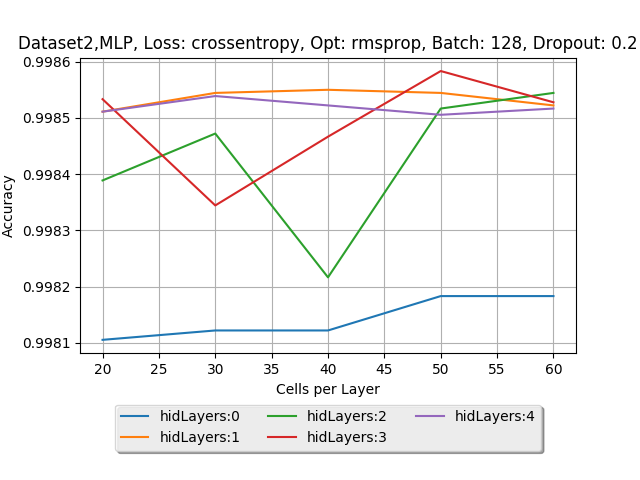 Dataset2,MLP, Loss: crossentropy, Opt: rmsprop, Batch: 128, Dropout: 0.2
0.9986
0.9985
0.9984
0.9983
0.9982
0.9981
Accuracy
20 25 30 35 40 45 50 55 60
Cells per Layer
hidLayers:0 hidLayers:2 hidLayers:4
hidLayers:1 hidLayers:3